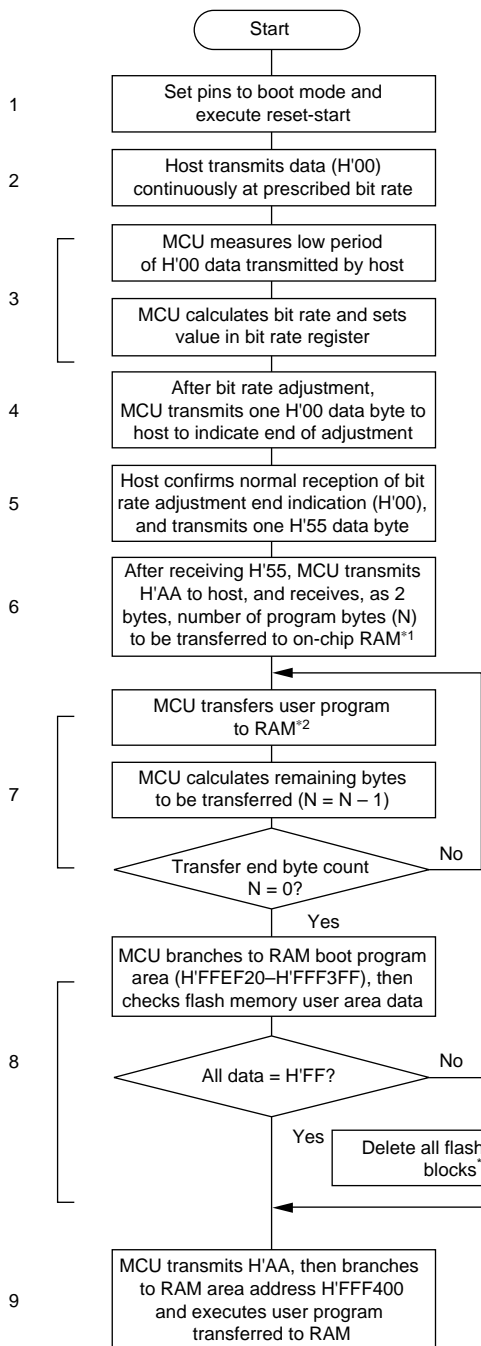 Start
1
Set pins to boot mode and
execute reset-start
2
Host transmits data (H'00)
continuously at prescribed bit rate
3
MCU measures low period
of H'00 data transmitted by host
MCU calculates bit rate and sets
value in bit rate register
4
After bit rate adjustment,
MCU transmits one H'00 data byte to
host to indicate end of adjustment
5
Host confirms normal reception of bit
rate adjustment end indication (H'00),
and transmits one H'55 data byte
6
After receiving H'55, MCU transmits
H'AA to host, and receives, as 2
bytes, number of program bytes (N)
to be transferred to on-chip RAM*1
7
MCU transfers user program
to RAM*2
MCU calculates remaining bytes
to be transferred (N = N – 1)
Transfer end byte count
N = 0?
No
Yes
8
MCU branches to RAM boot program
area (H'FFEF20–H'FFF3FF), then
checks flash memory user area data
All data = H'FF?
No
Yes
Delete all flash
blocks*
9
MCU transmits H'AA, then branches
to RAM area address H'FFF400
and executes user program
transferred to RAM